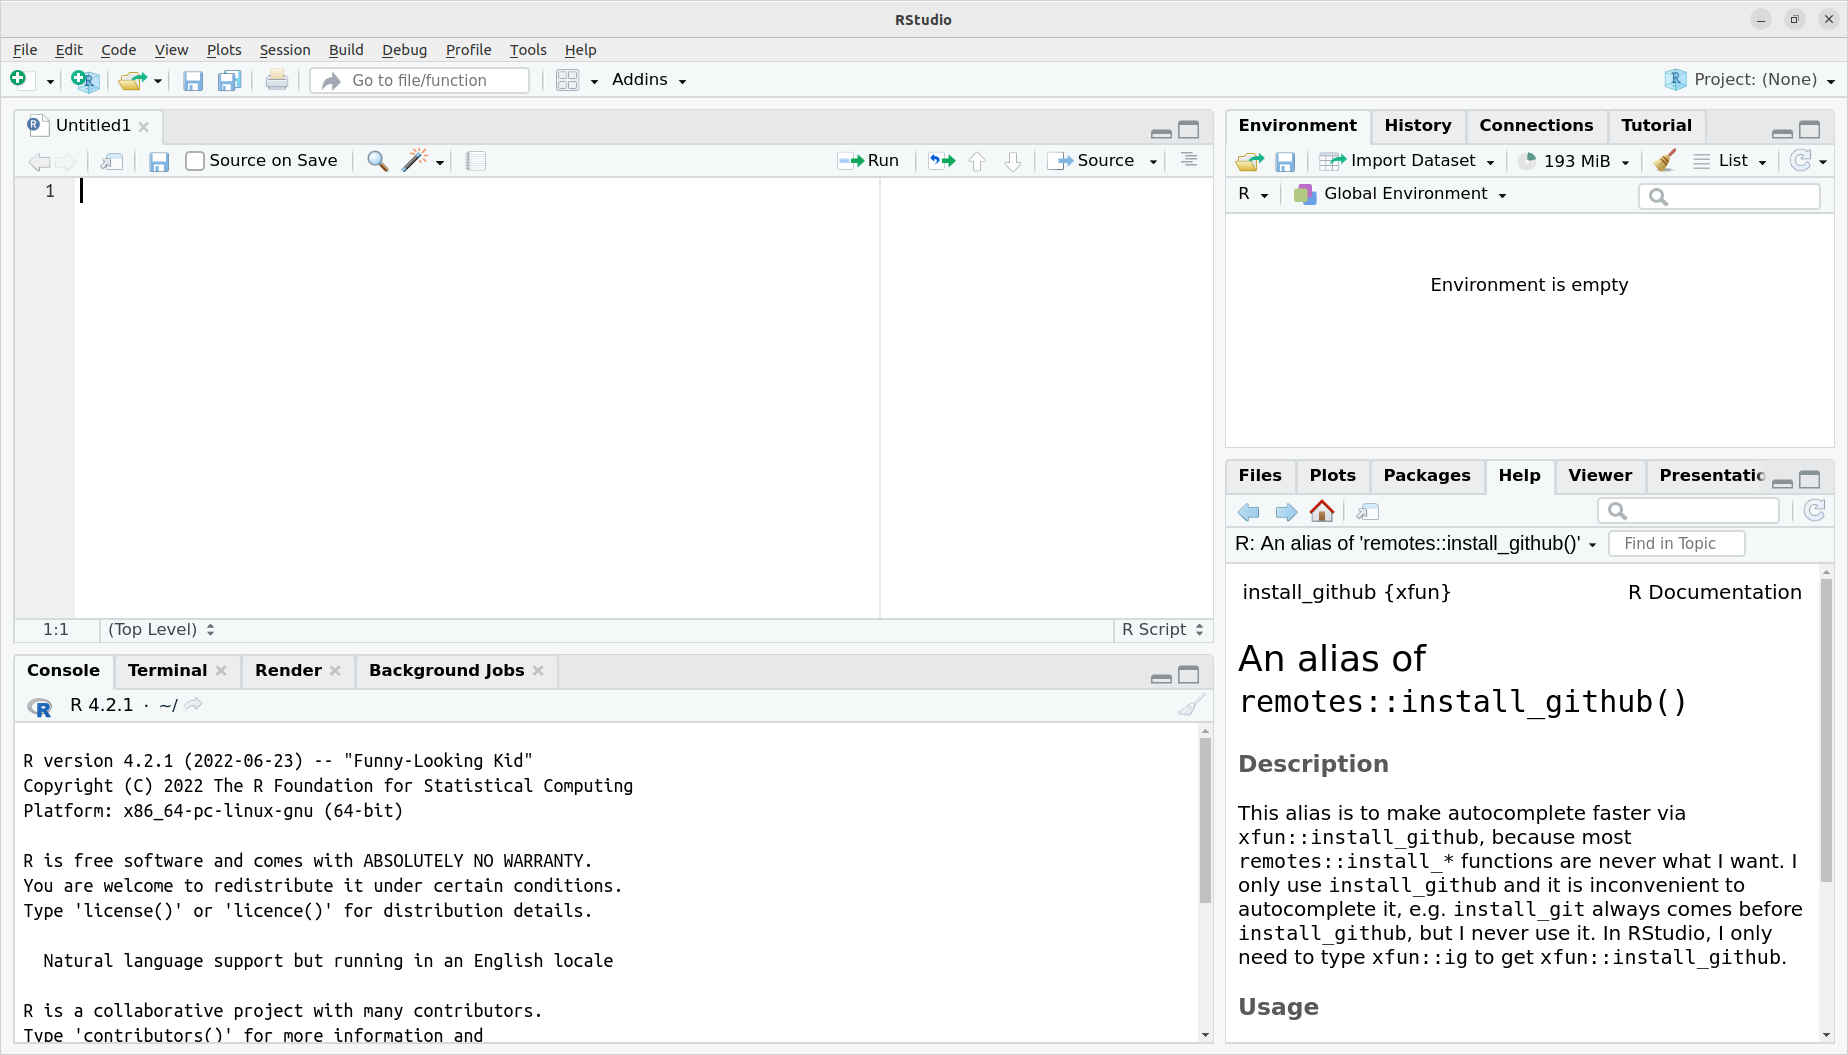 RStudio
File Edit Code View Plots Session Build Debug Profile Tools Help
Go to file/function Addins Project: (None)
Untitled1
Source on Save Run Source
1
1:1 (Top Level) R Script
Console Terminal Render Background Jobs
R 4.2.1 · ~/
R version 4.2.1 (2022-06-23) -- "Funny-Looking Kid"
Copyright (C) 2022 The R Foundation for Statistical Computing
Platform: x86_64-pc-linux-gnu (64-bit)
R is free software and comes with ABSOLUTELY NO WARRANTY.
You are welcome to redistribute it under certain conditions.
Type 'license()' or 'licence()' for distribution details.
Natural language support but running in an English locale
R is a collaborative project with many contributors.
Type 'contributors()' for more information and
Environment History Connections Tutorial
Import Dataset 193 MiB List
R Global Environment
Environment is empty
Files Plots Packages Help Viewer Presentatio
R: An alias of 'remotes::install_github()' Find in Topic
install_github {xfun} R Documentation
An alias of
remotes::install_github()
Description
This alias is to make autocomplete faster via
xfun::install_github, because most
remotes::install_* functions are never what I want. I
only use install_github and it is inconvenient to
autocomplete it, e.g. install_git always comes before
install_github, but I never use it. In RStudio, I only
need to type xfun::ig to get xfun::install_github.
Usage